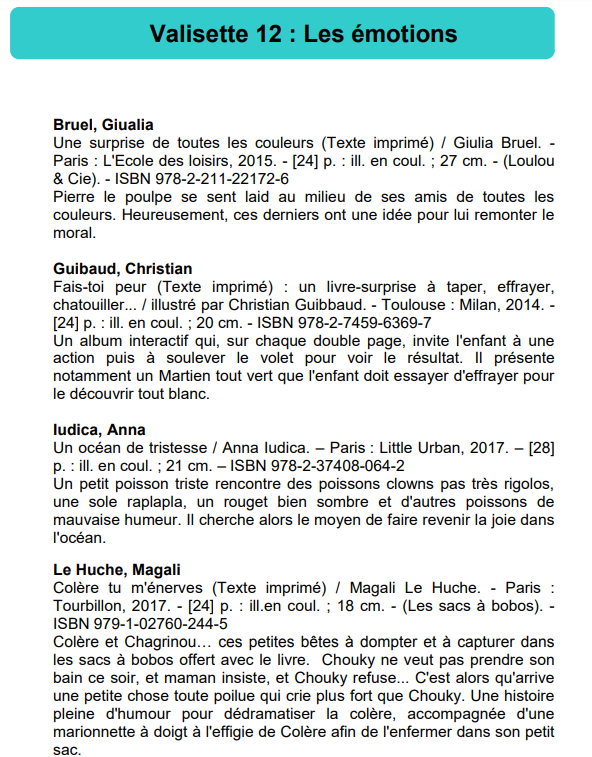 Valisette 12 : Les émotions
Bruel, Giualia
Une surprise de toutes les couleurs (Texte imprimé) / Giulia Bruel. -
Paris : L'Ecole des loisirs, 2015. - [24] p. : ill. en coul. ; 27 cm. - (Loulou
& Cie). - ISBN 978-2-211-22172-6
Pierre le poulpe se sent laid au milieu de ses amis de toutes les
couleurs. Heureusement, ces derniers ont une idée pour lui remonter le
moral.
Guibaud, Christian
Fais-toi peur (Texte imprimé) : un livre-surprise à taper, effrayer,
chatouiller... / illustré par Christian Guibbaud. - Toulouse : Milan, 2014. -
[24] p. : ill. en coul. ; 20 cm. - ISBN 978-2-7459-6369-7
Un album interactif qui, sur chaque double page, invite l'enfant à une
action puis à soulever le volet pour voir le résultat. Il présente
notamment un Martien tout vert que l'enfant doit essayer d'effrayer pour
le découvrir tout blanc.
Iudica, Anna
Un océan de tristesse / Anna Iudica. – Paris : Little Urban, 2017. – [28]
p. : ill. en coul. ; 21 cm. – ISBN 978-2-37408-064-2
Un petit poisson triste rencontre des poissons clowns pas très rigolos,
une sole raplapla, un rouget bien sombre et d'autres poissons de
mauvaise humeur. Il cherche alors le moyen de faire revenir la joie dans
l'océan.
Le Huche, Magali
Colère tu m'énerves (Texte imprimé) / Magali Le Huche. - Paris :
Tourbillon, 2017. - [24] p. : ill.en coul. ; 18 cm. - (Les sacs à bobos). -
ISBN 979-1-02760-244-5
Colère et Chagrinou… ces petites bêtes à dompter et à capturer dans
les sacs à bobos offert avec le livre.  Chouky ne veut pas prendre son
bain ce soir, et maman insiste, et Chouky refuse... C'est alors qu'arrive
une petite chose toute poilue qui crie plus fort que Chouky. Une histoire
pleine d'humour pour dédramatiser la colère, accompagnée d'une
marionnette à doigt à l'effigie de Colère afin de l'enfermer dans son petit
sac.